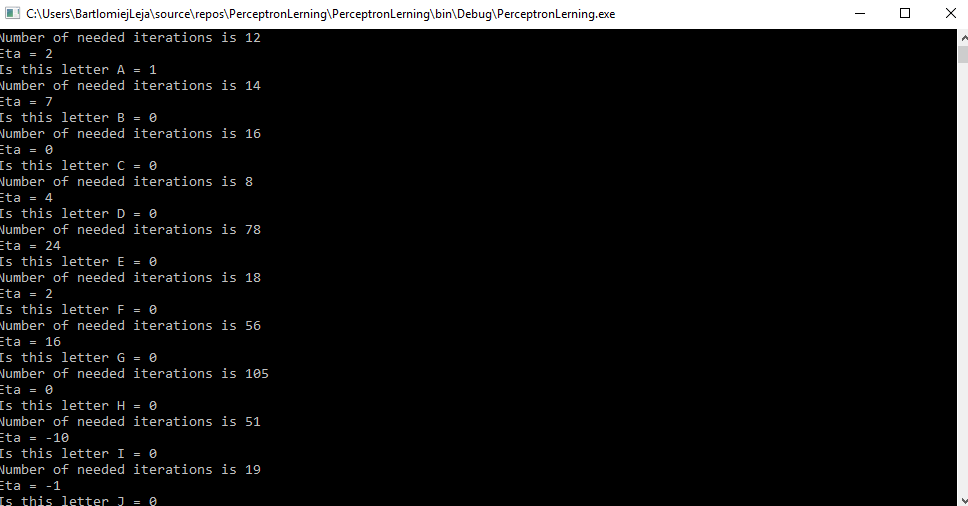 C:\Users\BartlomiejLeja\source\repos\PerceptronLerning\PerceptronLerning\bin\Debug\PerceptronLerning.exe
Number of needed iterations is 12
Eta = 2
Is this letter A = 1
Number of needed iterations is 14
Eta = 7
Is this letter B = 0
Number of needed iterations is 16
Eta = 0
Is this letter C = 0
Number of needed iterations is 8
Eta = 4
Is this letter D = 0
Number of needed iterations is 78
Eta = 24
Is this letter E = 0
Number of needed iterations is 18
Eta = 2
Is this letter F = 0
Number of needed iterations is 56
Eta = 16
Is this letter G = 0
Number of needed iterations is 105
Eta = 0
Is this letter H = 0
Number of needed iterations is 51
Eta = -10
Is this letter I = 0
Number of needed iterations is 19
Eta = -1
Is this letter J = 0